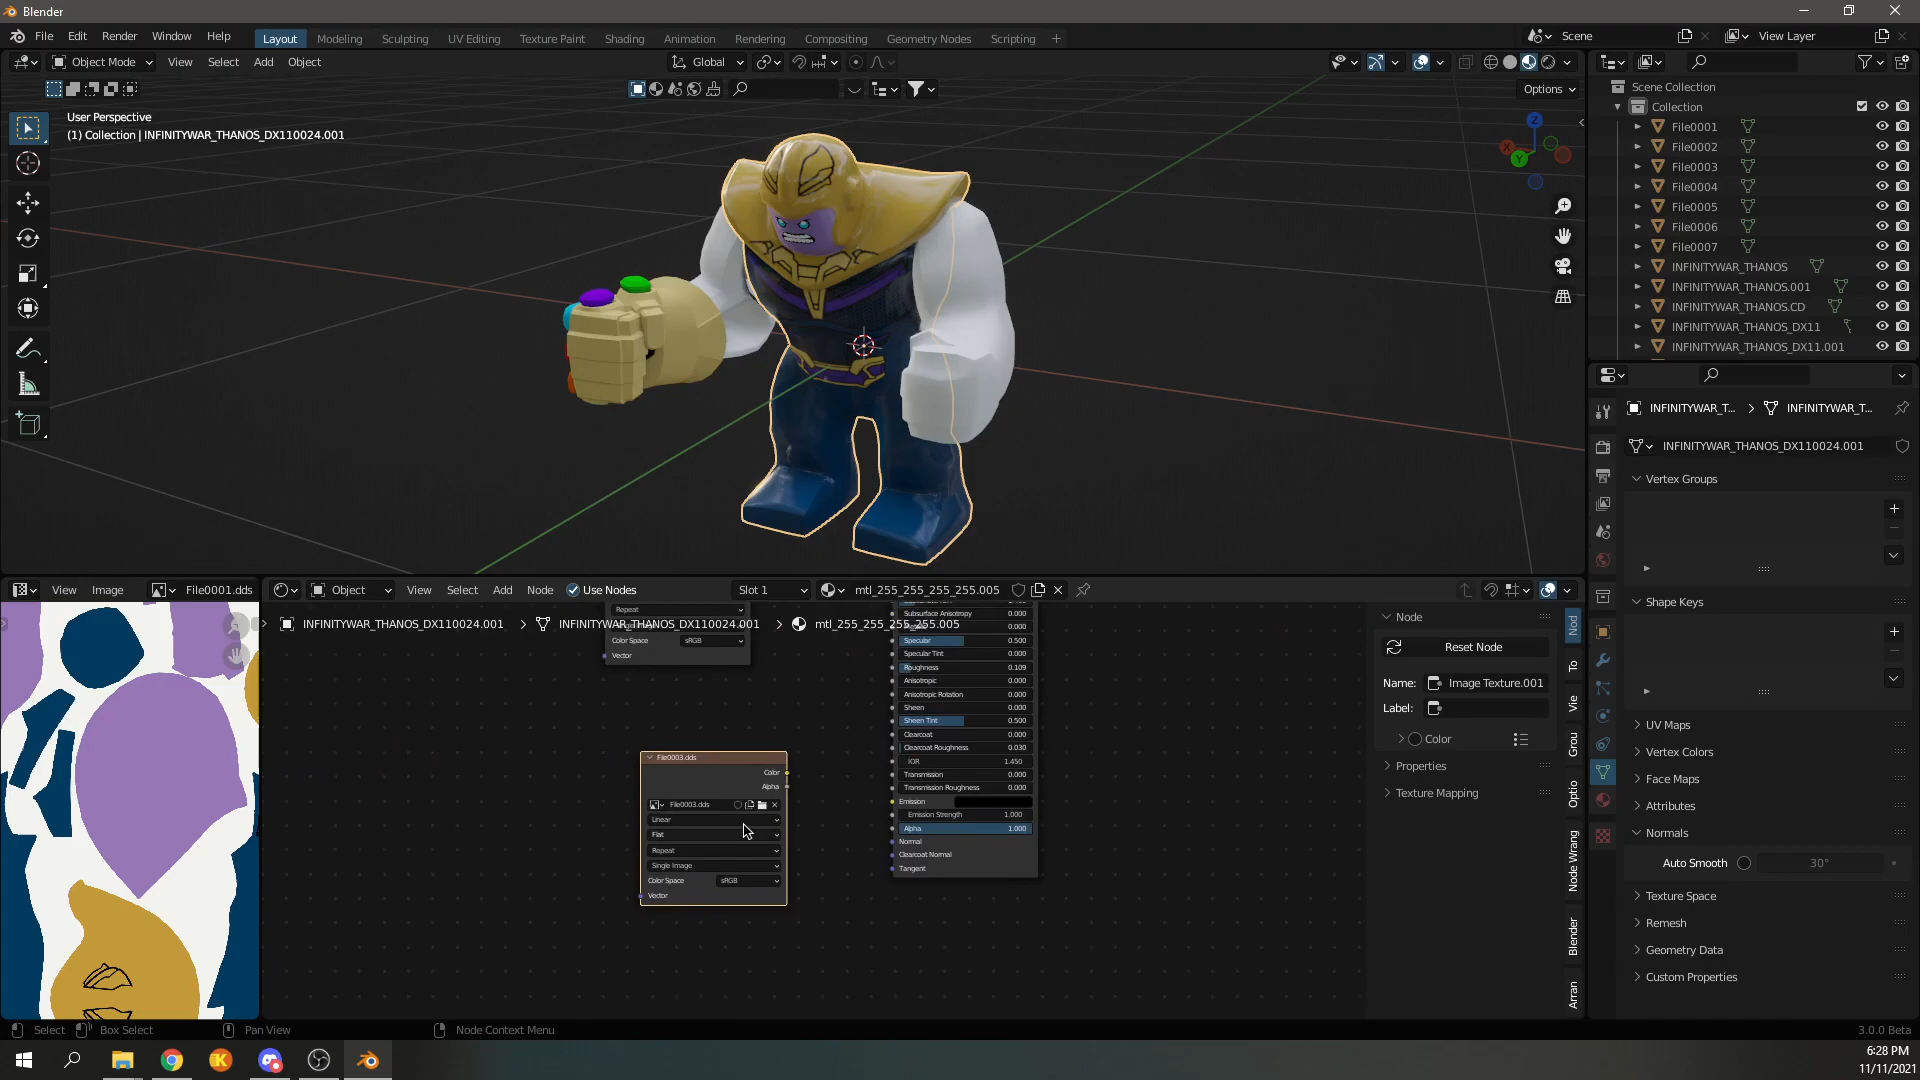 Blender
File Edit Render Window Help
Layout Modeling Sculpting UV Editing Texture Paint Shading Animation Rendering Compositing Geometry Nodes Scripting +
Scene
View Layer
Object Mode View Select Add Object
Global
Options
User Perspective
(1) Collection | INFINITYWAR_THANOS_DX110024.001
Z
X
Y
Scene Collection
Collection
File0001
File0002
File0003
File0004
File0005
File0006
File0007
INFINITYWAR_THANOS
INFINITYWAR_THANOS.001
INFINITYWAR_THANOS.CD
INFINITYWAR_THANOS_DX11
INFINITYWAR_THANOS_DX11.001
INFINITYWAR_T... > INFINITYWAR_T...
INFINITYWAR_THANOS_DX110024.001
Vertex Groups
Shape Keys
UV Maps
Vertex Colors
Face Maps
Attributes
Normals
Auto Smooth 30°
Texture Space
Remesh
Geometry Data
Custom Properties
View Image File0001.dds
Object View Select Add Node Use Nodes Slot 1 mtl_255_255_255_255.005
INFINITYWAR_THANOS_DX110024.001 > INFINITYWAR_THANOS_DX110024.001 > mtl_255_255_255_255.005
Repeat
Color Space sRGB
Vector
Subsurface Anisotropy 0.000
0.000
Specular 0.500
Specular Tint 0.000
Roughness 0.109
Anisotropic 0.000
Anisotropic Rotation 0.000
Sheen 0.000
Sheen Tint 0.500
Clearcoat 0.000
Clearcoat Roughness 0.030
IOR 1.450
Transmission 0.000
Transmission Roughness 0.000
Emission
Emission Strength 1.000
Alpha 1.000
Normal
Clearcoat Normal
Tangent
File0003.dds
Color
Alpha
File0003.dds
Linear
Flat
Repeat
Single Image
Color Space sRGB
Vector
Node
Reset Node
Name: Image Texture.001
Label:
Color
Properties
Texture Mapping
Nod
To
Vie
Grou
Optio
Node Wrang
Blender
Arran
Select Box Select Pan View Node Context Menu
3.0.0 Beta
6:28 PM
11/11/2021